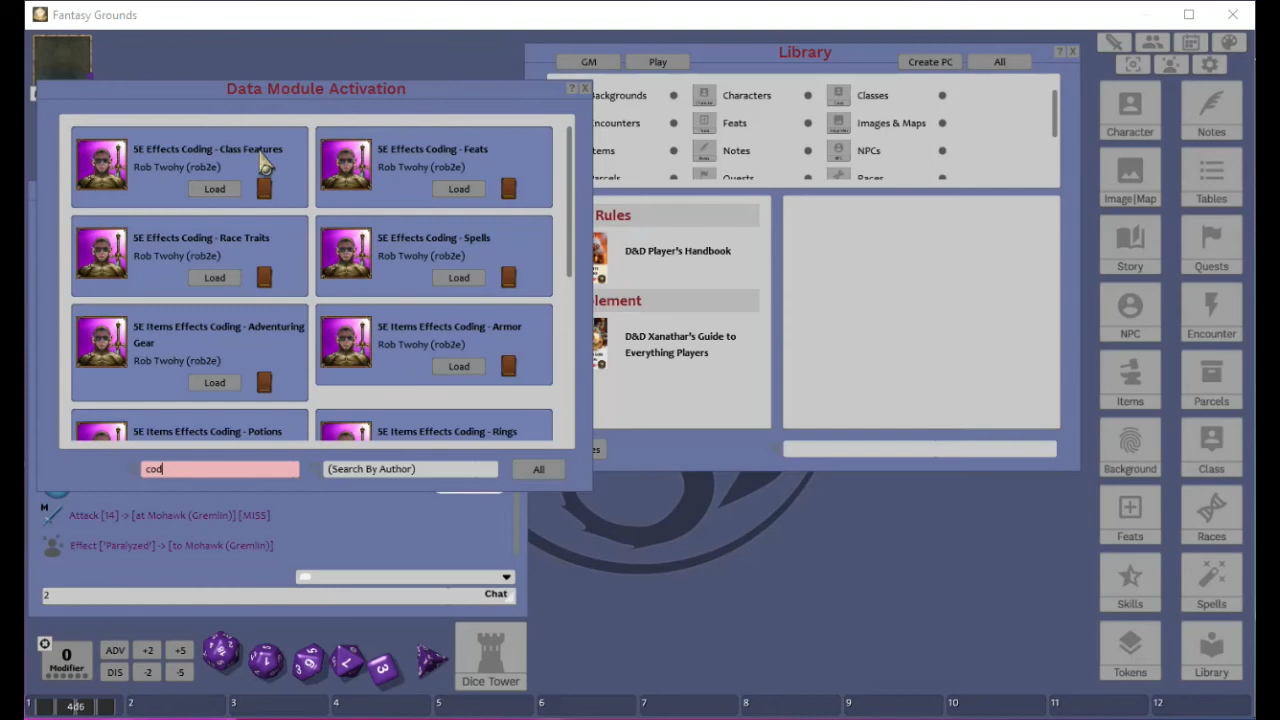 Fantasy Grounds
Library
GM
Play
Create PC
All
Backgrounds
Characters
Classes
Encounters
Feats
Images & Maps
Items
Notes
NPCs
Parcels
Quests
Races
Rules
D&D Player's Handbook
D&D Xanathar's Guide to
Everything Players
Data Module Activation
5E Effects Coding - Class Features
Rob Twohy (rob2e)
Load
5E Effects Coding - Feats
Rob Twohy (rob2e)
Load
5E Effects Coding - Race Traits
Rob Twohy (rob2e)
Load
5E Effects Coding - Spells
Rob Twohy (rob2e)
Load
5E Items Effects Coding - Adventuring
Gear
Rob Twohy (rob2e)
Load
5E Items Effects Coding - Armor
Rob Twohy (rob2e)
Load
5E Items Effects Coding - Potions
5E Items Effects Coding - Rings
cod
(Search By Author)
All
M
Attack [14] -> [at Mohawk (Gremlin)] [MISS]
Effect ['Paralyzed'] -> [to Mohawk (Gremlin)]
2
Chat
0
Modifier
ADV
+2
+5
DIS
-2
-5
Dice Tower
Character
Notes
Image|Map
Tables
Story
Quests
NPC
Encounter
Items
Parcels
Background
Class
Feats
Races
Skills
Spells
Tokens
Library
1
4d6
2
3
4
5
6
7
8
9
10
11
12